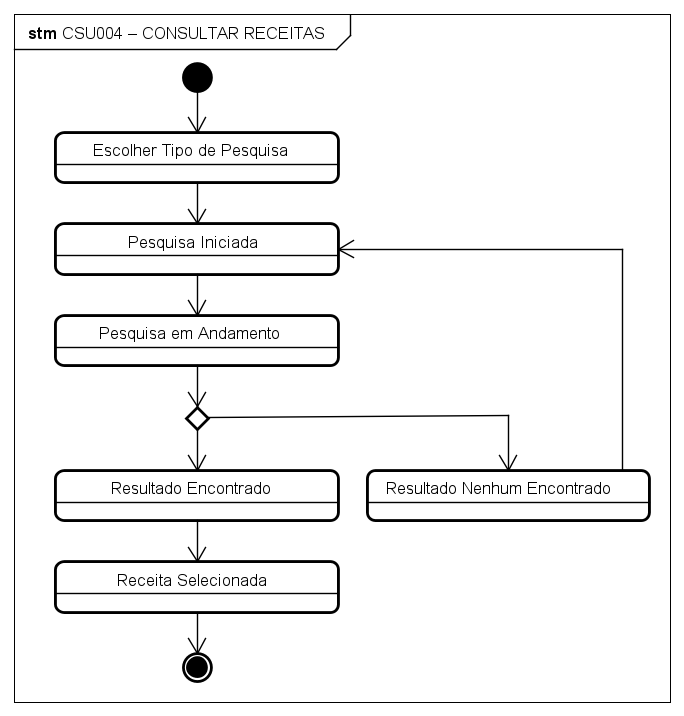 stm CSU004 – CONSULTAR RECEITAS
Escolher Tipo de Pesquisa
Pesquisa Iniciada
Pesquisa em Andamento
Resultado Encontrado
Resultado Nenhum Encontrado
Receita Selecionada